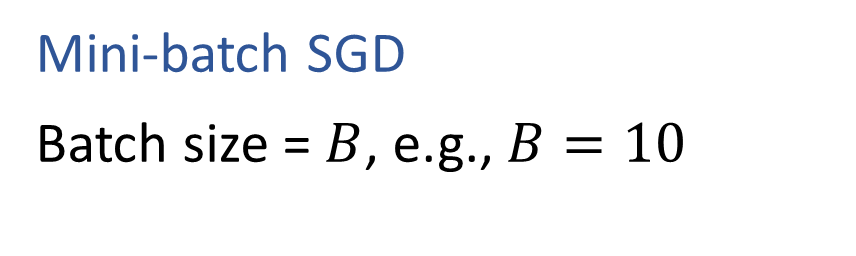 Mini-batch SGD
Batch size = B, e.g., B = 10